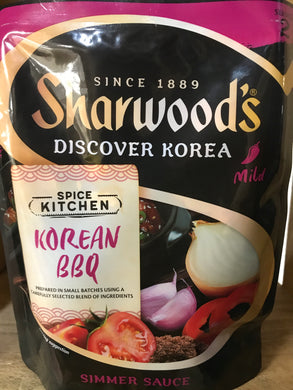 SINCE 1889
Sharwood's®
DISCOVER KOREA
Mild
SPICE
KITCHEN
KOREAN
BBQ
PREPARED IN SMALL BATCHES USING A
CAREFULLY SELECTED BLEND OF INGREDIENTS
suggestion
SIMMER SAUCE